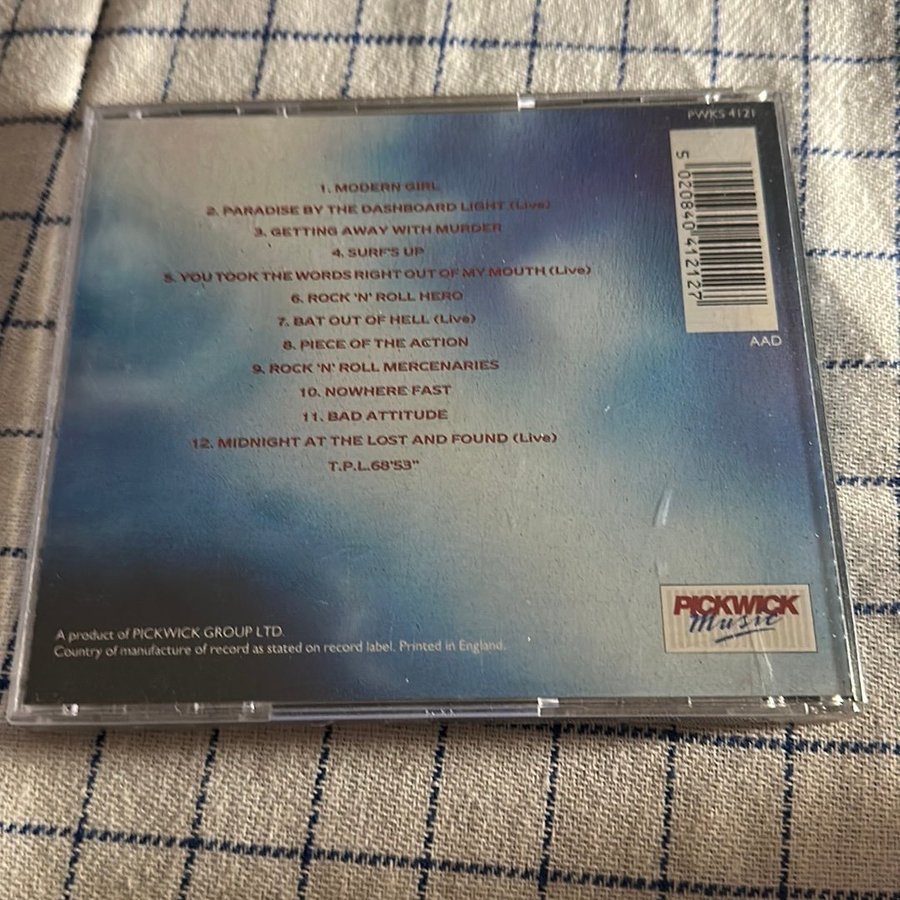 PWKS 4121
5 020840 412127
AAD
1. MODERN GIRL
2. PARADISE BY THE DASHBOARD LIGHT (Live)
3. GETTING AWAY WITH MURDER
4. SURF'S UP
5. YOU TOOK THE WORDS RIGHT OUT OF MY MOUTH (Live)
6. ROCK 'N' ROLL HERO
7. BAT OUT OF HELL (Live)
8. PIECE OF THE ACTION
9. ROCK 'N' ROLL MERCENARIES
10. NOWHERE FAST
11. BAD ATTITUDE
12. MIDNIGHT AT THE LOST AND FOUND (Live)
T.P.L.68'53"
A product of PICKWICK GROUP LTD.
Country of manufacture of record as stated on record label. Printed in England.
PICKWICK
Music